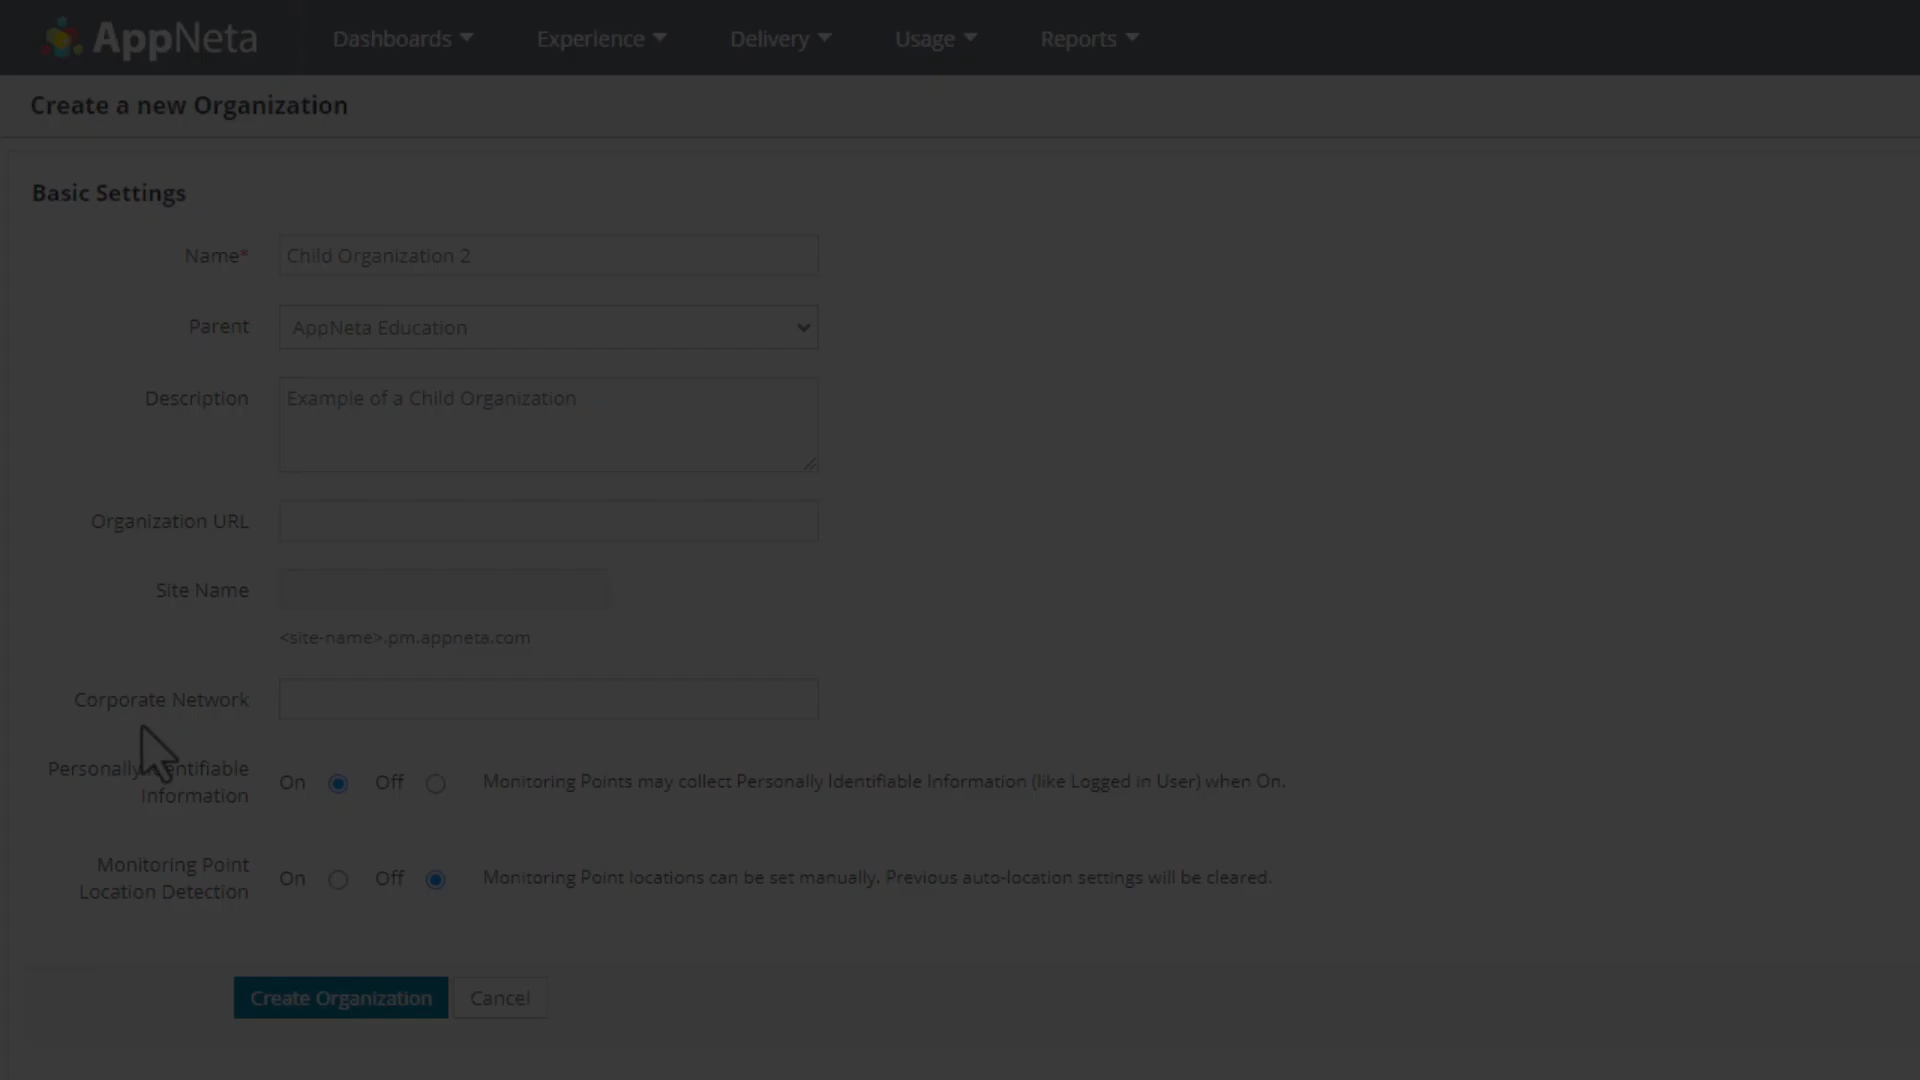 AppNeta Dashboards Experience Delivery Usage Reports
Create a new Organization
Basic Settings
Name* Child Organization 2
Parent AppNeta Education
Description Example of a Child Organization
Organization URL
Site Name
<site-name>.pm.appneta.com
Corporate Network
Personally Identifiable
Information
On Off Monitoring Points may collect Personally Identifiable Information (like Logged in User) when On.
Monitoring Point
Location Detection
On Off Monitoring Point locations can be set manually. Previous auto-location settings will be cleared.
Create Organization Cancel